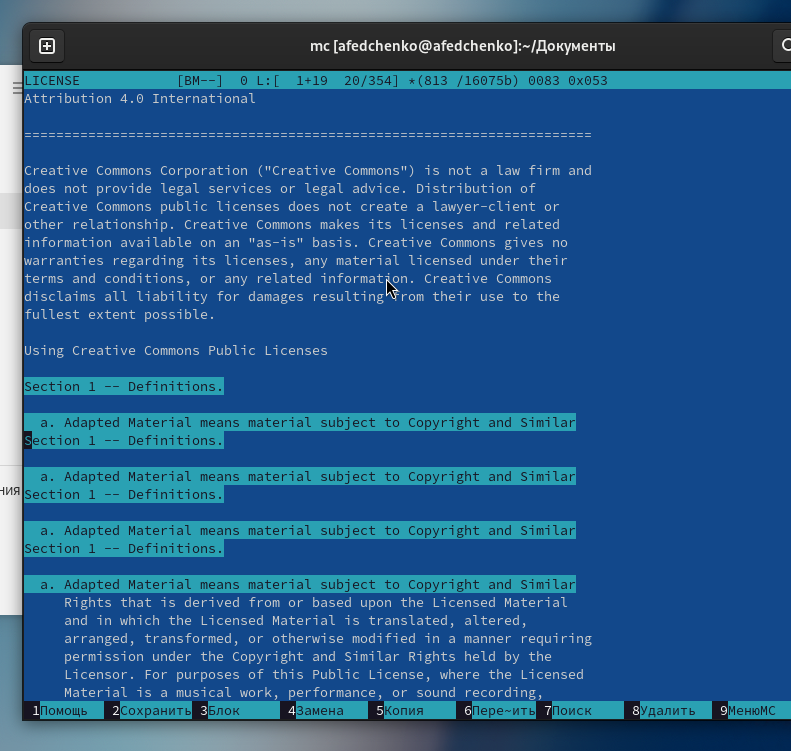 mc [afedchenko@afedchenko]:~/Документы
LICENSE            [BM--]  0 L:[  1+19  20/354] *(813 /16075b) 0083 0x053
Attribution 4.0 International
=======================================================================
Creative Commons Corporation ("Creative Commons") is not a law firm and
does not provide legal services or legal advice. Distribution of
Creative Commons public licenses does not create a lawyer-client or
other relationship. Creative Commons makes its licenses and related
information available on an "as-is" basis. Creative Commons gives no
warranties regarding its licenses, any material licensed under their
terms and conditions, or any related information. Creative Commons
disclaims all liability for damages resulting from their use to the
fullest extent possible.
Using Creative Commons Public Licenses
Section 1 -- Definitions.
a. Adapted Material means material subject to Copyright and Similar
Section 1 -- Definitions.
a. Adapted Material means material subject to Copyright and Similar
Section 1 -- Definitions.
a. Adapted Material means material subject to Copyright and Similar
Section 1 -- Definitions.
a. Adapted Material means material subject to Copyright and Similar
Rights that is derived from or based upon the Licensed Material
and in which the Licensed Material is translated, altered,
arranged, transformed, or otherwise modified in a manner requiring
permission under the Copyright and Similar Rights held by the
Licensor. For purposes of this Public License, where the Licensed
Material is a musical work, performance, or sound recording,
1Помощь 2Сохранить 3Блок 4Замена 5Копия 6Пере~ить 7Поиск 8Удалить 9МенюMC